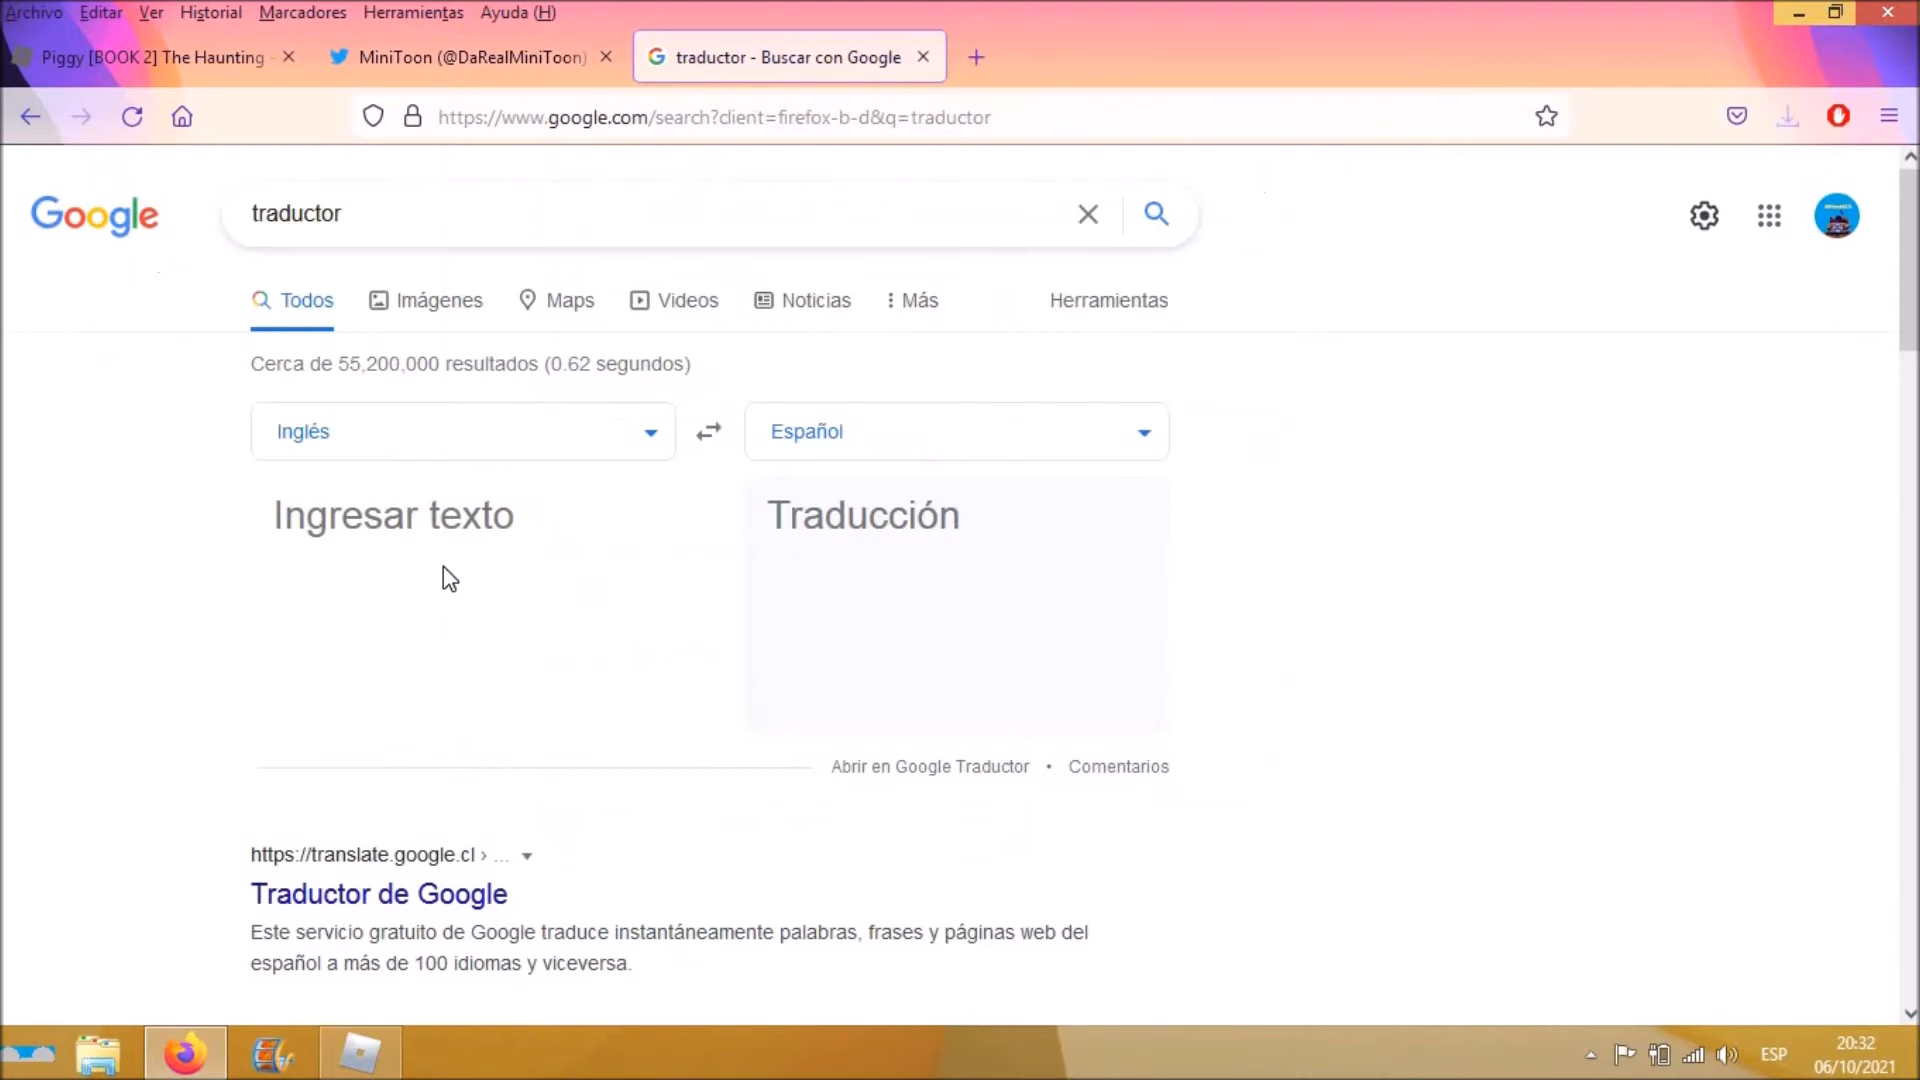 Archivo Editar Ver Historial Marcadores Herramientas Ayuda (H)
Piggy [BOOK 2] The Haunting -
MiniToon (@DaRealMiniToon)
traductor - Buscar con Google
https://www.google.com/search?client=firefox-b-d&q=traductor
Google
traductor
Todos Imágenes Maps Videos Noticias Más Herramientas
Cerca de 55,200,000 resultados (0.62 segundos)
Inglés Español
Ingresar texto Traducción
Abrir en Google Traductor • Comentarios
https://translate.google.cl › ...
Traductor de Google
Este servicio gratuito de Google traduce instantáneamente palabras, frases y páginas web del
español a más de 100 idiomas y viceversa.
ESP
20:32
06/10/2021